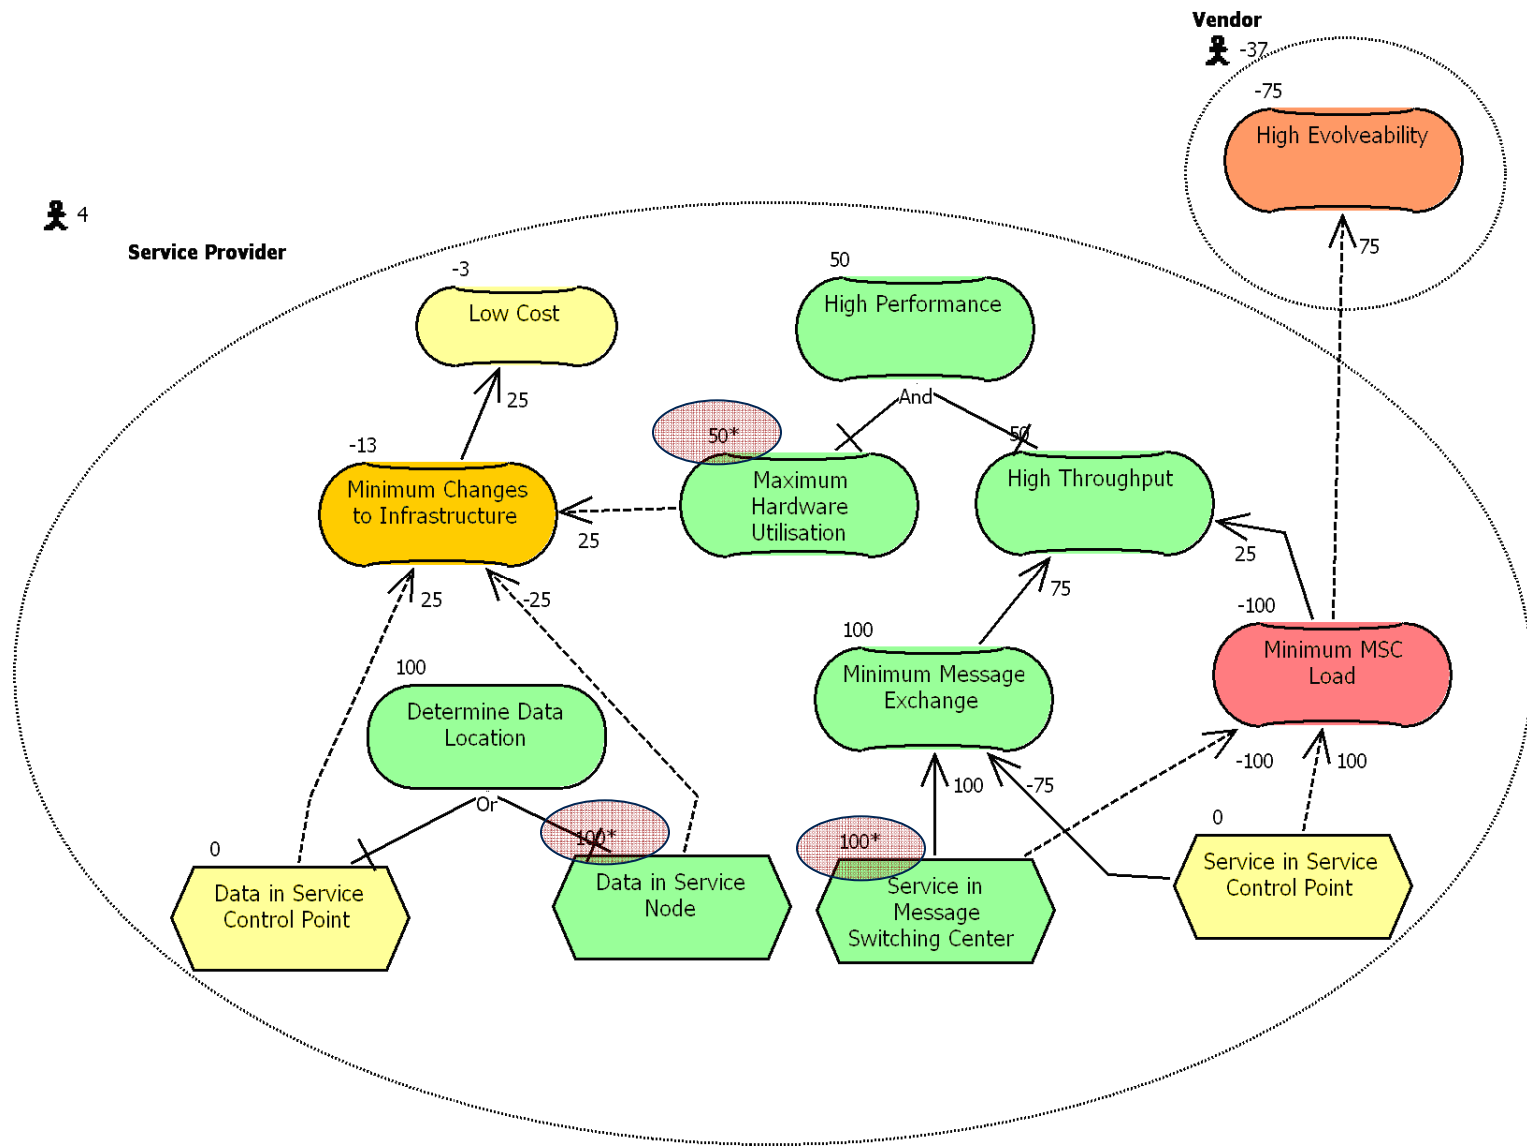 Vendor
-37
-75
High Evolveability
75
4
Service Provider
-3
Low Cost
50
High Performance
25
And
-13
50*
50
Minimum Changes
to Infrastructure
Maximum
Hardware
Utilisation
High Throughput
25
25
25
-25
75
-100
100
Minimum Message
Exchange
Minimum MSC
Load
100
Determine Data
Location
Or
100
-75
-100
100
0
100*
100*
0
Data in Service
Control Point
Data in Service
Node
Service in
Message
Switching Center
Service in Service
Control Point